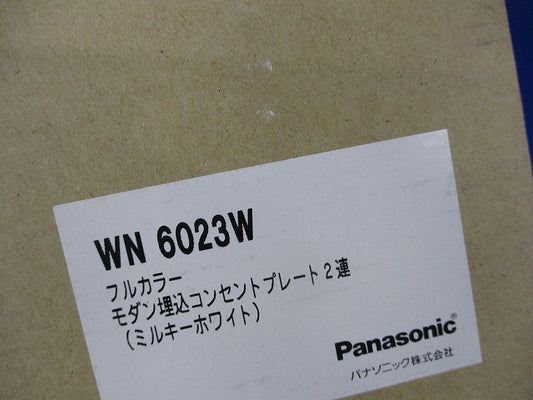 WN 6023W
フルカラー
モダン埋込コンセントプレート2連
(ミルキーホワイト)
Panasonic®
パナソニック株式会社